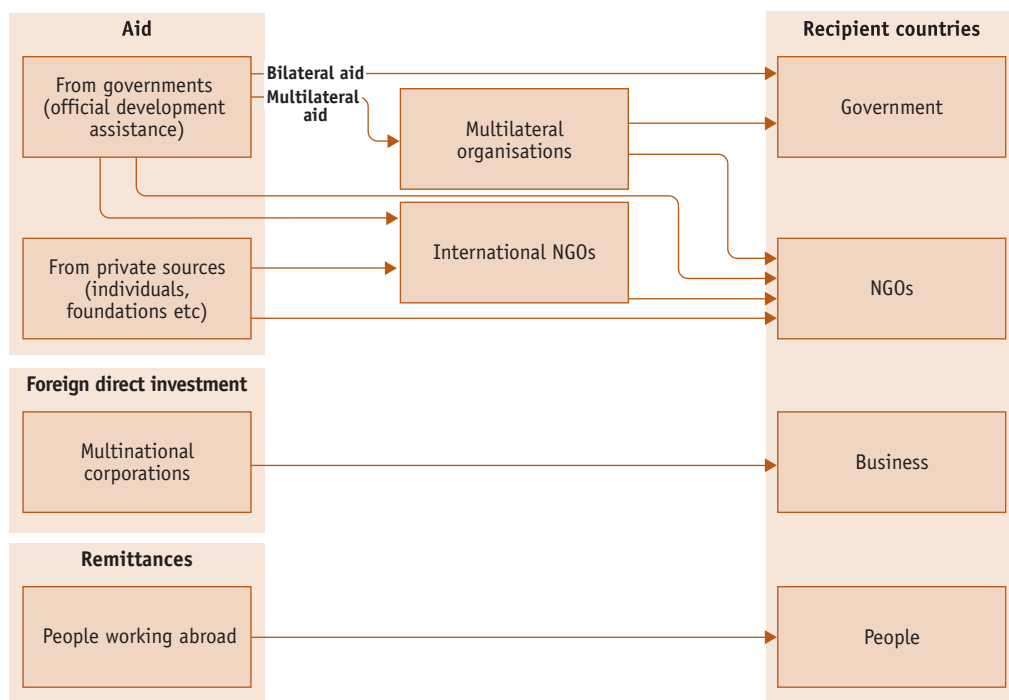 Aid
From governments
(official development
assistance)
Bilateral aid
Multilateral
aid
Multilateral
organisations
International NGOs
From private sources
(individuals,
foundations etc)
Foreign direct investment
Multinational
corporations
Remittances
People working abroad
Recipient countries
Government
NGOs
Business
People